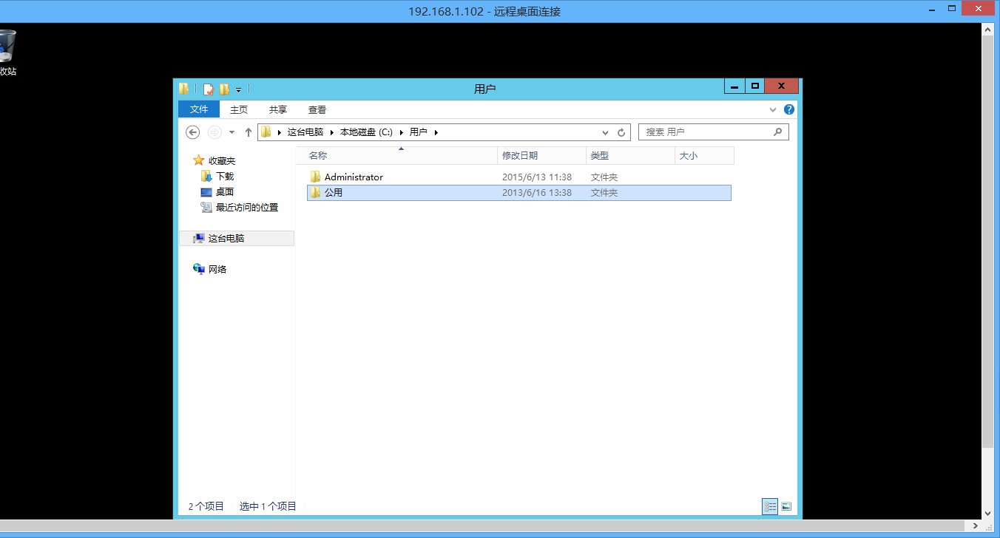 192.168.1.102 - 远程桌面连接
收站
用户
文件 主页 共享 查看
这台电脑 本地磁盘 (C:) 用户 搜索 用户
名称 修改日期 类型 大小
收藏夹
下载
桌面
最近访问的位置
这台电脑
网络
Administrator 2015/6/13 11:38 文件夹
公用 2013/6/16 13:38 文件夹
2 个项目 选中 1 个项目